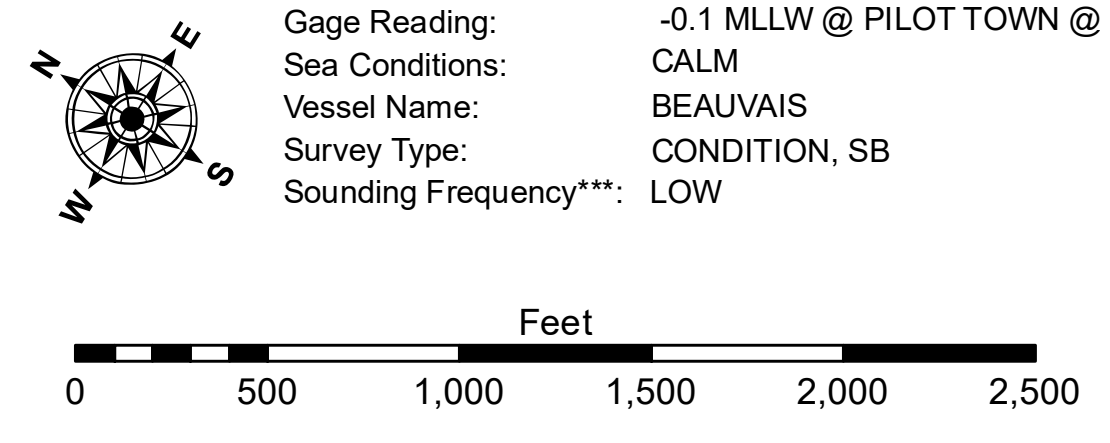 N
E
S
W
Gage Reading: -0.1 MLLW @ PILOT TOWN @
Sea Conditions: CALM
Vessel Name: BEAUVAIS
Survey Type: CONDITION, SB
Sounding Frequency***: LOW
Feet
0 500 1,000 1,500 2,000 2,500